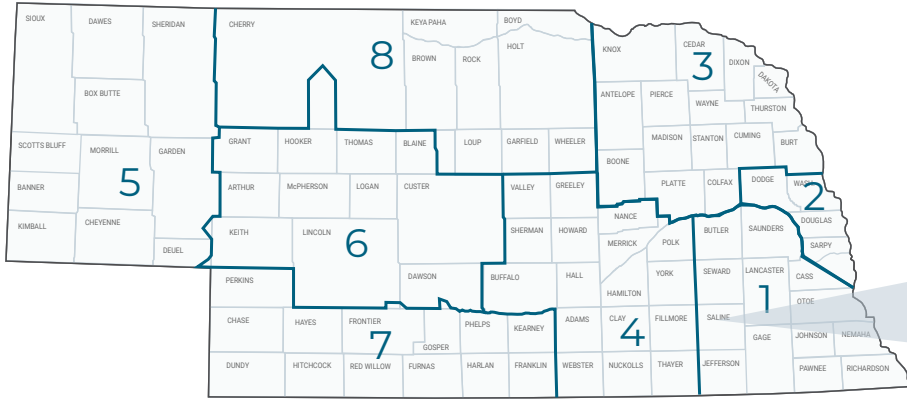 SIOUX
DAWES
SHERIDAN
CHERRY
KEYA PAHA
BOYD
8
BROWN
ROCK
HOLT
KNOX
CEDAR
3
DIXON
DAKOTA
BOX BUTTE
ANTELOPE
PIERCE
WAYNE
THURSTON
SCOTTS BLUFF
MORRILL
GARDEN
GRANT
HOOKER
THOMAS
BLAINE
LOUP
GARFIELD
WHEELER
BOONE
MADISON
STANTON
CUMING
BURT
5
BANNER
ARTHUR
McPHERSON
LOGAN
CUSTER
VALLEY
GREELEY
PLATTE
COLFAX
DODGE
WASH
2
KIMBALL
CHEYENNE
DEUEL
KEITH
LINCOLN
6
SHERMAN
HOWARD
NANCE
MERRICK
POLK
BUTLER
SAUNDERS
DOUGLAS
SARPY
PERKINS
DAWSON
BUFFALO
HALL
HAMILTON
YORK
SEWARD
LANCASTER
1
CASS
OTOE
CHASE
HAYES
FRONTIER
7
GOSPER
PHELPS
KEARNEY
ADAMS
CLAY
4
FILLMORE
SALINE
GAGE
JOHNSON
NEMAHA
DUNDY
HITCHCOCK
RED WILLOW
FURNAS
HARLAN
FRANKLIN
WEBSTER
NUCKOLLS
THAYER
JEFFERSON
PAWNEE
RICHARDSON